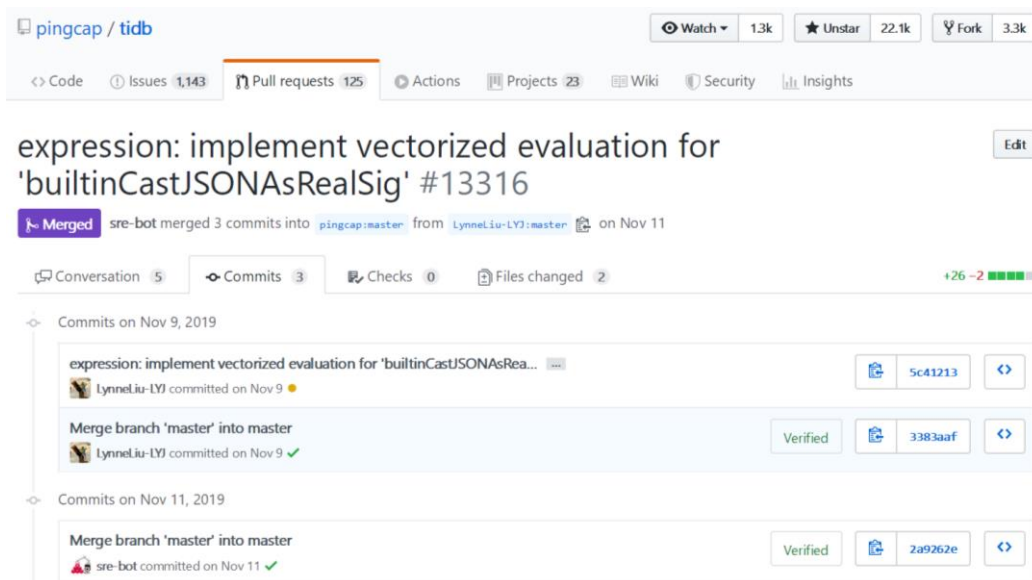 pingcap / tidb
Watch 1.3k
Unstar 22.1k
Fork 3.3k
Code
Issues 1,143
Pull requests 125
Actions
Projects 23
Wiki
Security
Insights
expression: implement vectorized evaluation for
'builtinCastJSONAsRealSig' #13316
Edit
Merged sre-bot merged 3 commits into pingcap:master from LynneLiu-LYJ:master on Nov 11
Conversation 5
Commits 3
Checks 0
Files changed 2
+26 −2
Commits on Nov 9, 2019
expression: implement vectorized evaluation for 'builtinCastJSONAsRea... …
LynneLiu-LYJ committed on Nov 9
5c41213
Merge branch 'master' into master
LynneLiu-LYJ committed on Nov 9
Verified
3383aaf
Commits on Nov 11, 2019
Merge branch 'master' into master
sre-bot committed on Nov 11
Verified
2a9262e